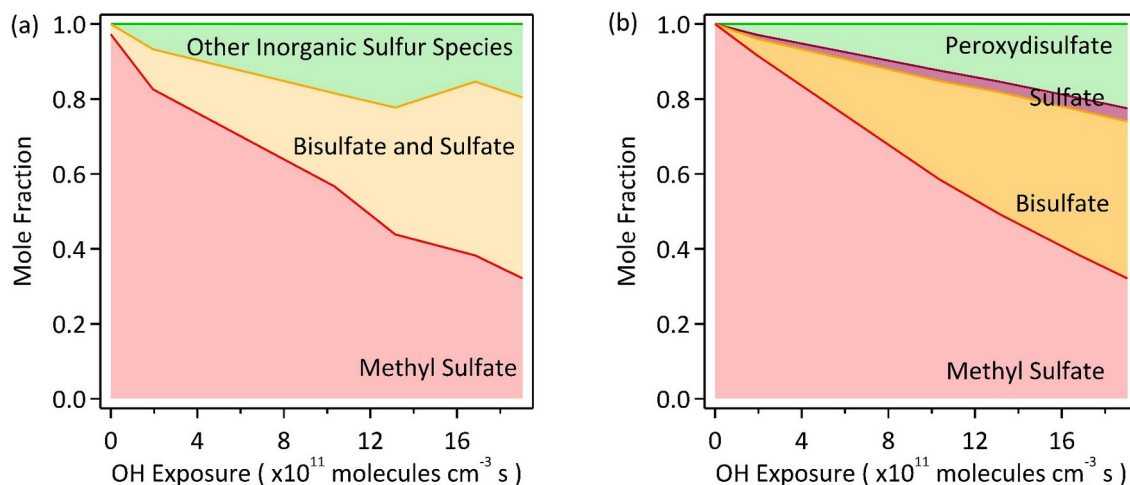 (a)
Mole Fraction
1.0
0.8
0.6
0.4
0.2
0.0
Other Inorganic Sulfur Species
Bisulfate and Sulfate
Methyl Sulfate
0 4 8 12 16
OH Exposure ( x10¹¹ molecules cm⁻³ s)
(b)
Mole Fraction
1.0
0.8
0.6
0.4
0.2
0.0
Peroxydisulfate
Sulfate
Bisulfate
Methyl Sulfate
0 4 8 12 16
OH Exposure ( x10¹¹ molecules cm⁻³ s)